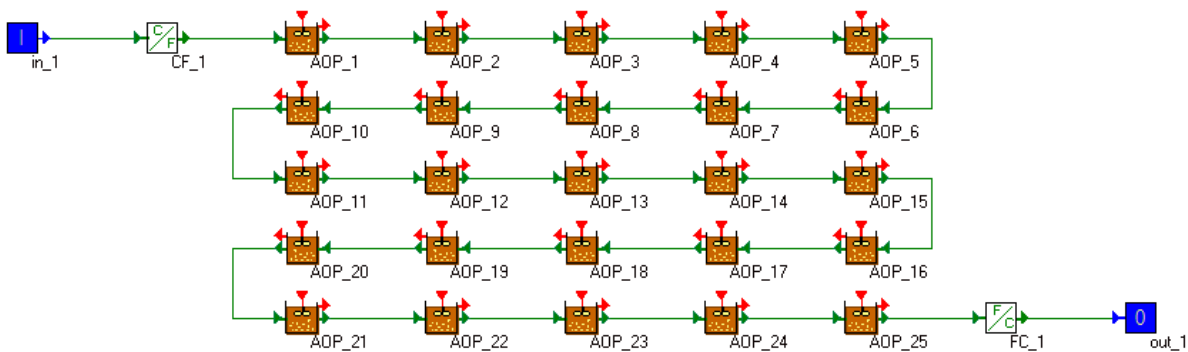 I
in_1
C/F
CF_1
AOP_1
AOP_2
AOP_3
AOP_4
AOP_5
AOP_10
AOP_9
AOP_8
AOP_7
AOP_6
AOP_11
AOP_12
AOP_13
AOP_14
AOP_15
AOP_20
AOP_19
AOP_18
AOP_17
AOP_16
AOP_21
AOP_22
AOP_23
AOP_24
AOP_25
F/C
FC_1
O
out_1